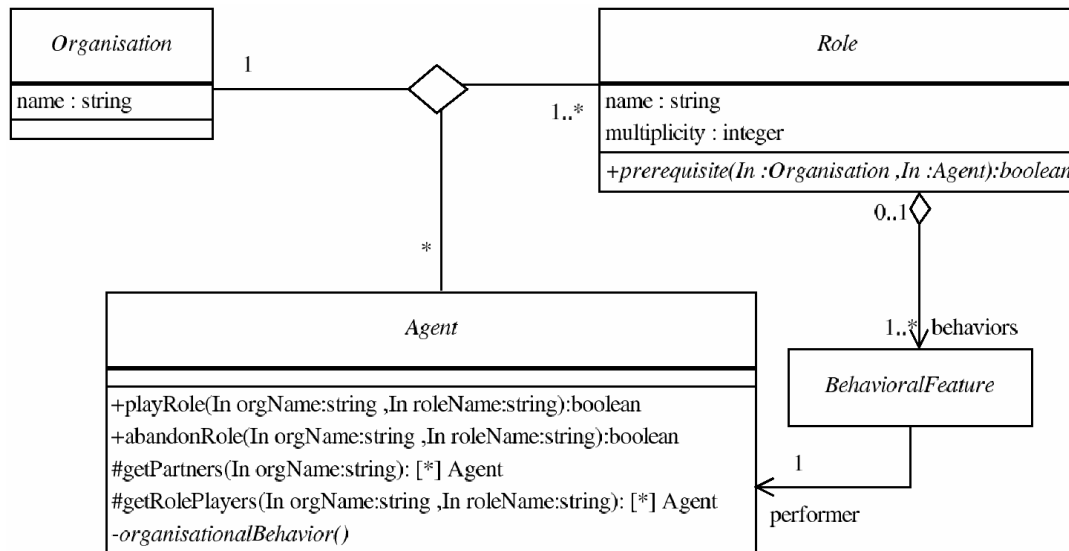 Organisation
name : string
1
Role
name : string
multiplicity : integer
+prerequisite(In :Organisation ,In :Agent):boolean
1..*
0..1
*
Agent
+playRole(In orgName:string ,In roleName:string):boolean
+abandonRole(In orgName:string ,In roleName:string):boolean
#getPartners(In orgName:string): [*] Agent
#getRolePlayers(In orgName:string ,In roleName:string): [*] Agent
-organisationalBehavior()
1..* behaviors
BehavioralFeature
1
performer